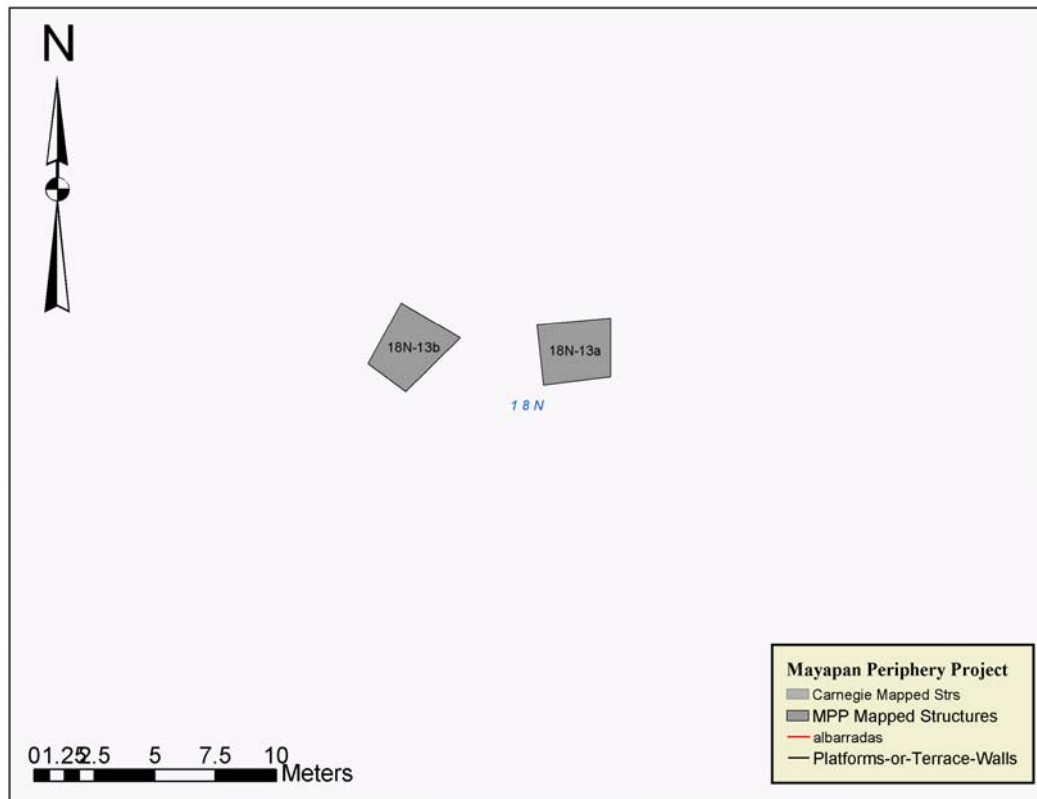 N
18N-13b
18N-13a
18N
Mayapan Periphery Project
Carnegie Mapped Strs
MPP Mapped Structures
albarradas
Platforms-or-Terrace-Walls
0 1.25 2.5 5 7.5 10
Meters